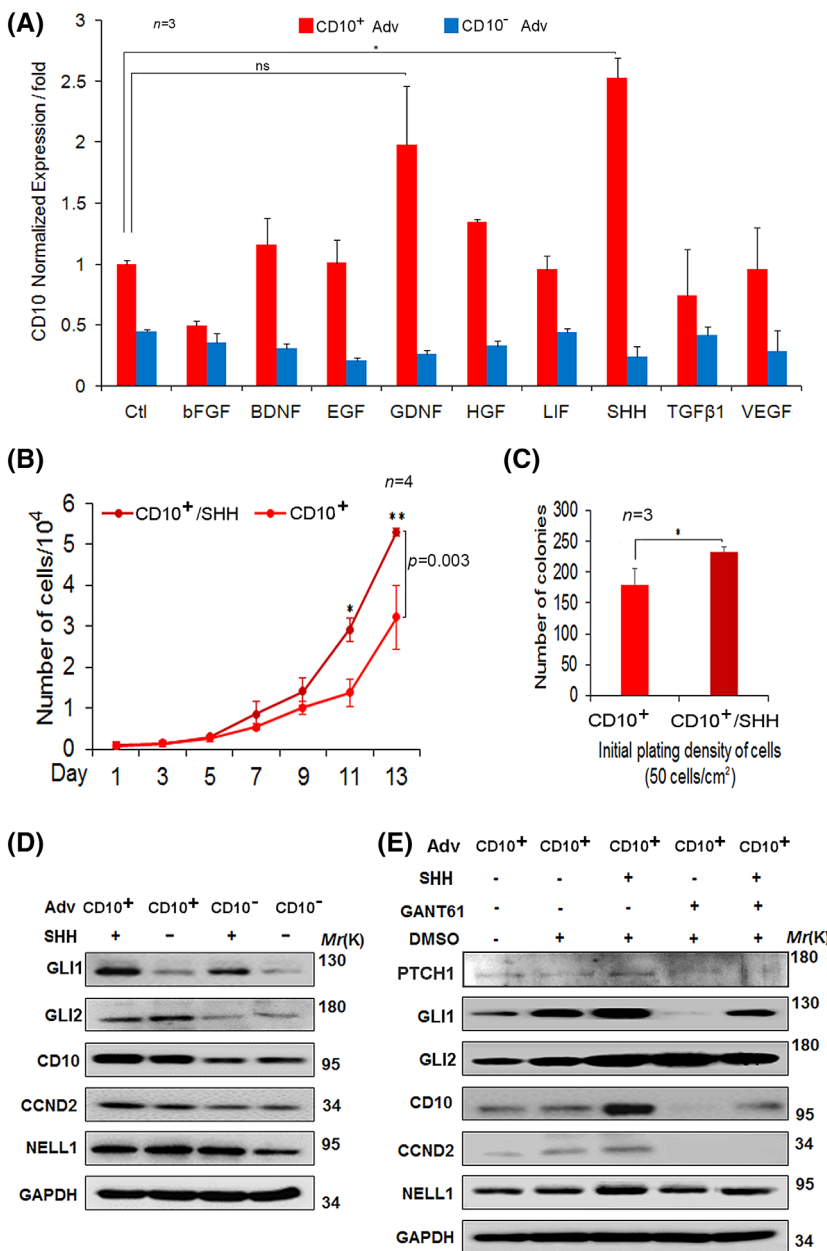 (A)
n=3
CD10+ Adv CD10- Adv
*
ns
CD10 Normalized Expression / fold
3
2.5
2
1.5
1
0.5
0
Ctl bFGF BDNF EGF GDNF HGF LIF SHH TGFβ1 VEGF
(B)
n=4
CD10+/SHH CD10+
**
p=0.003
*
Number of cells/10^4
6
5
4
3
2
1
0
Day 1 3 5 7 9 11 13
(C)
n=3
*
Number of colonies
300
250
200
150
100
50
0
CD10+ CD10+/SHH
Initial plating density of cells
(50 cells/cm²)
(D)
Adv CD10+ CD10+ CD10- CD10-
SHH + - + - Mr(K)
GLI1 130
GLI2 180
CD10 95
CCND2 34
NELL1 95
GAPDH 34
(E)
Adv CD10+ CD10+ CD10+ CD10+ CD10+
SHH - - + - +
GANT61 - - - + +
DMSO - + + + + Mr(K)
PTCH1 180
GLI1 130
GLI2 180
CD10 95
CCND2 34
NELL1 95
GAPDH 34